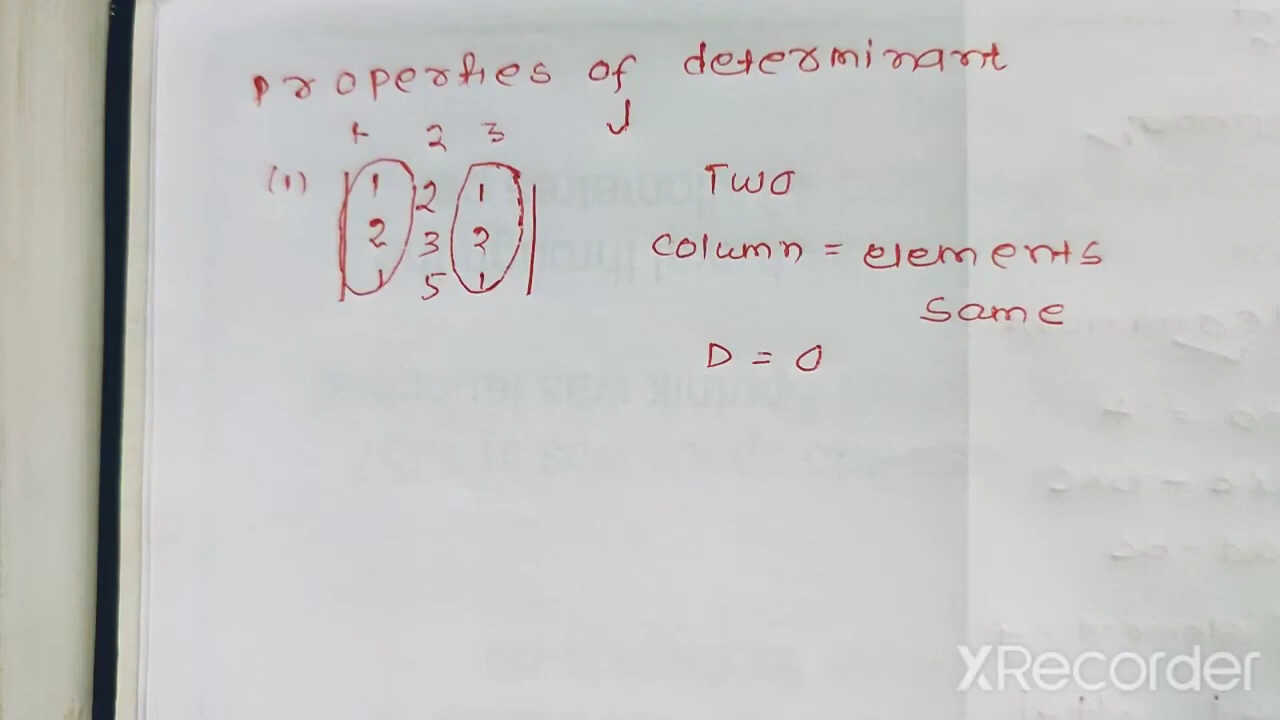 properties of determinant
1 2 3
(1) | 1 2 1 | Two
2 3 2 column = elements
1 5 1 same
D = 0
XRecorder